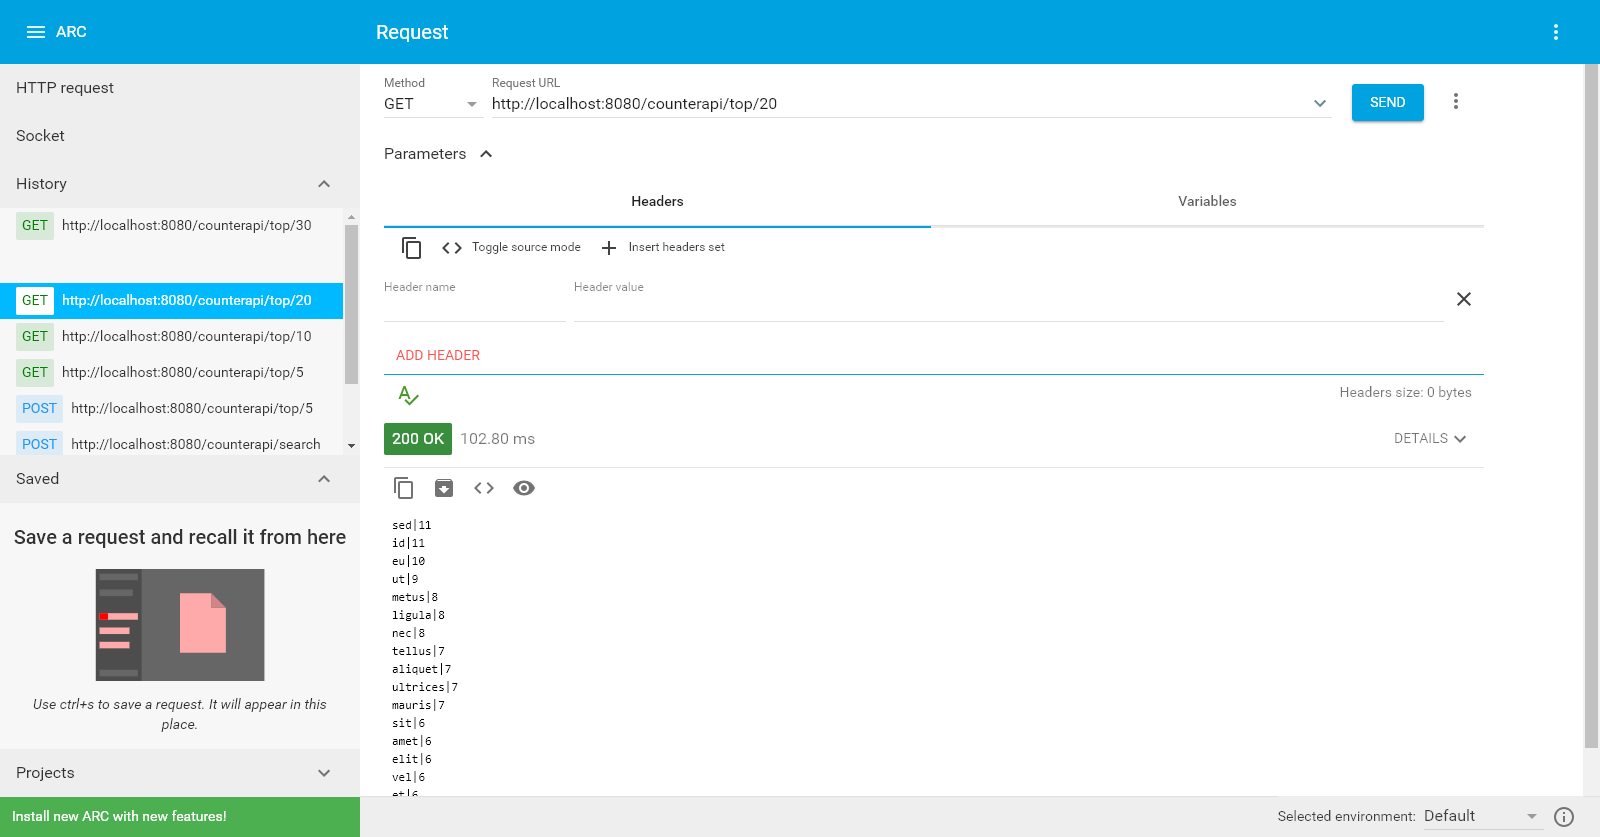 ARC
Request
HTTP request
Socket
History
GET http://localhost:8080/counterapi/top/30
GET http://localhost:8080/counterapi/top/20
GET http://localhost:8080/counterapi/top/10
GET http://localhost:8080/counterapi/top/5
POST http://localhost:8080/counterapi/top/5
POST http://localhost:8080/counterapi/search
Saved
Save a request and recall it from here
Use ctrl+s to save a request. It will appear in this
place.
Projects
Install new ARC with new features!
Method
GET
Request URL
http://localhost:8080/counterapi/top/20
SEND
Parameters
Headers
Variables
Toggle source mode
Insert headers set
Header name
Header value
ADD HEADER
Headers size: 0 bytes
200 OK 102.80 ms
DETAILS
sed|11
id|11
eu|10
ut|9
metus|8
ligula|8
nec|8
tellus|7
aliquet|7
ultrices|7
mauris|7
sit|6
amet|6
elit|6
vel|6
et|6
Selected environment: Default